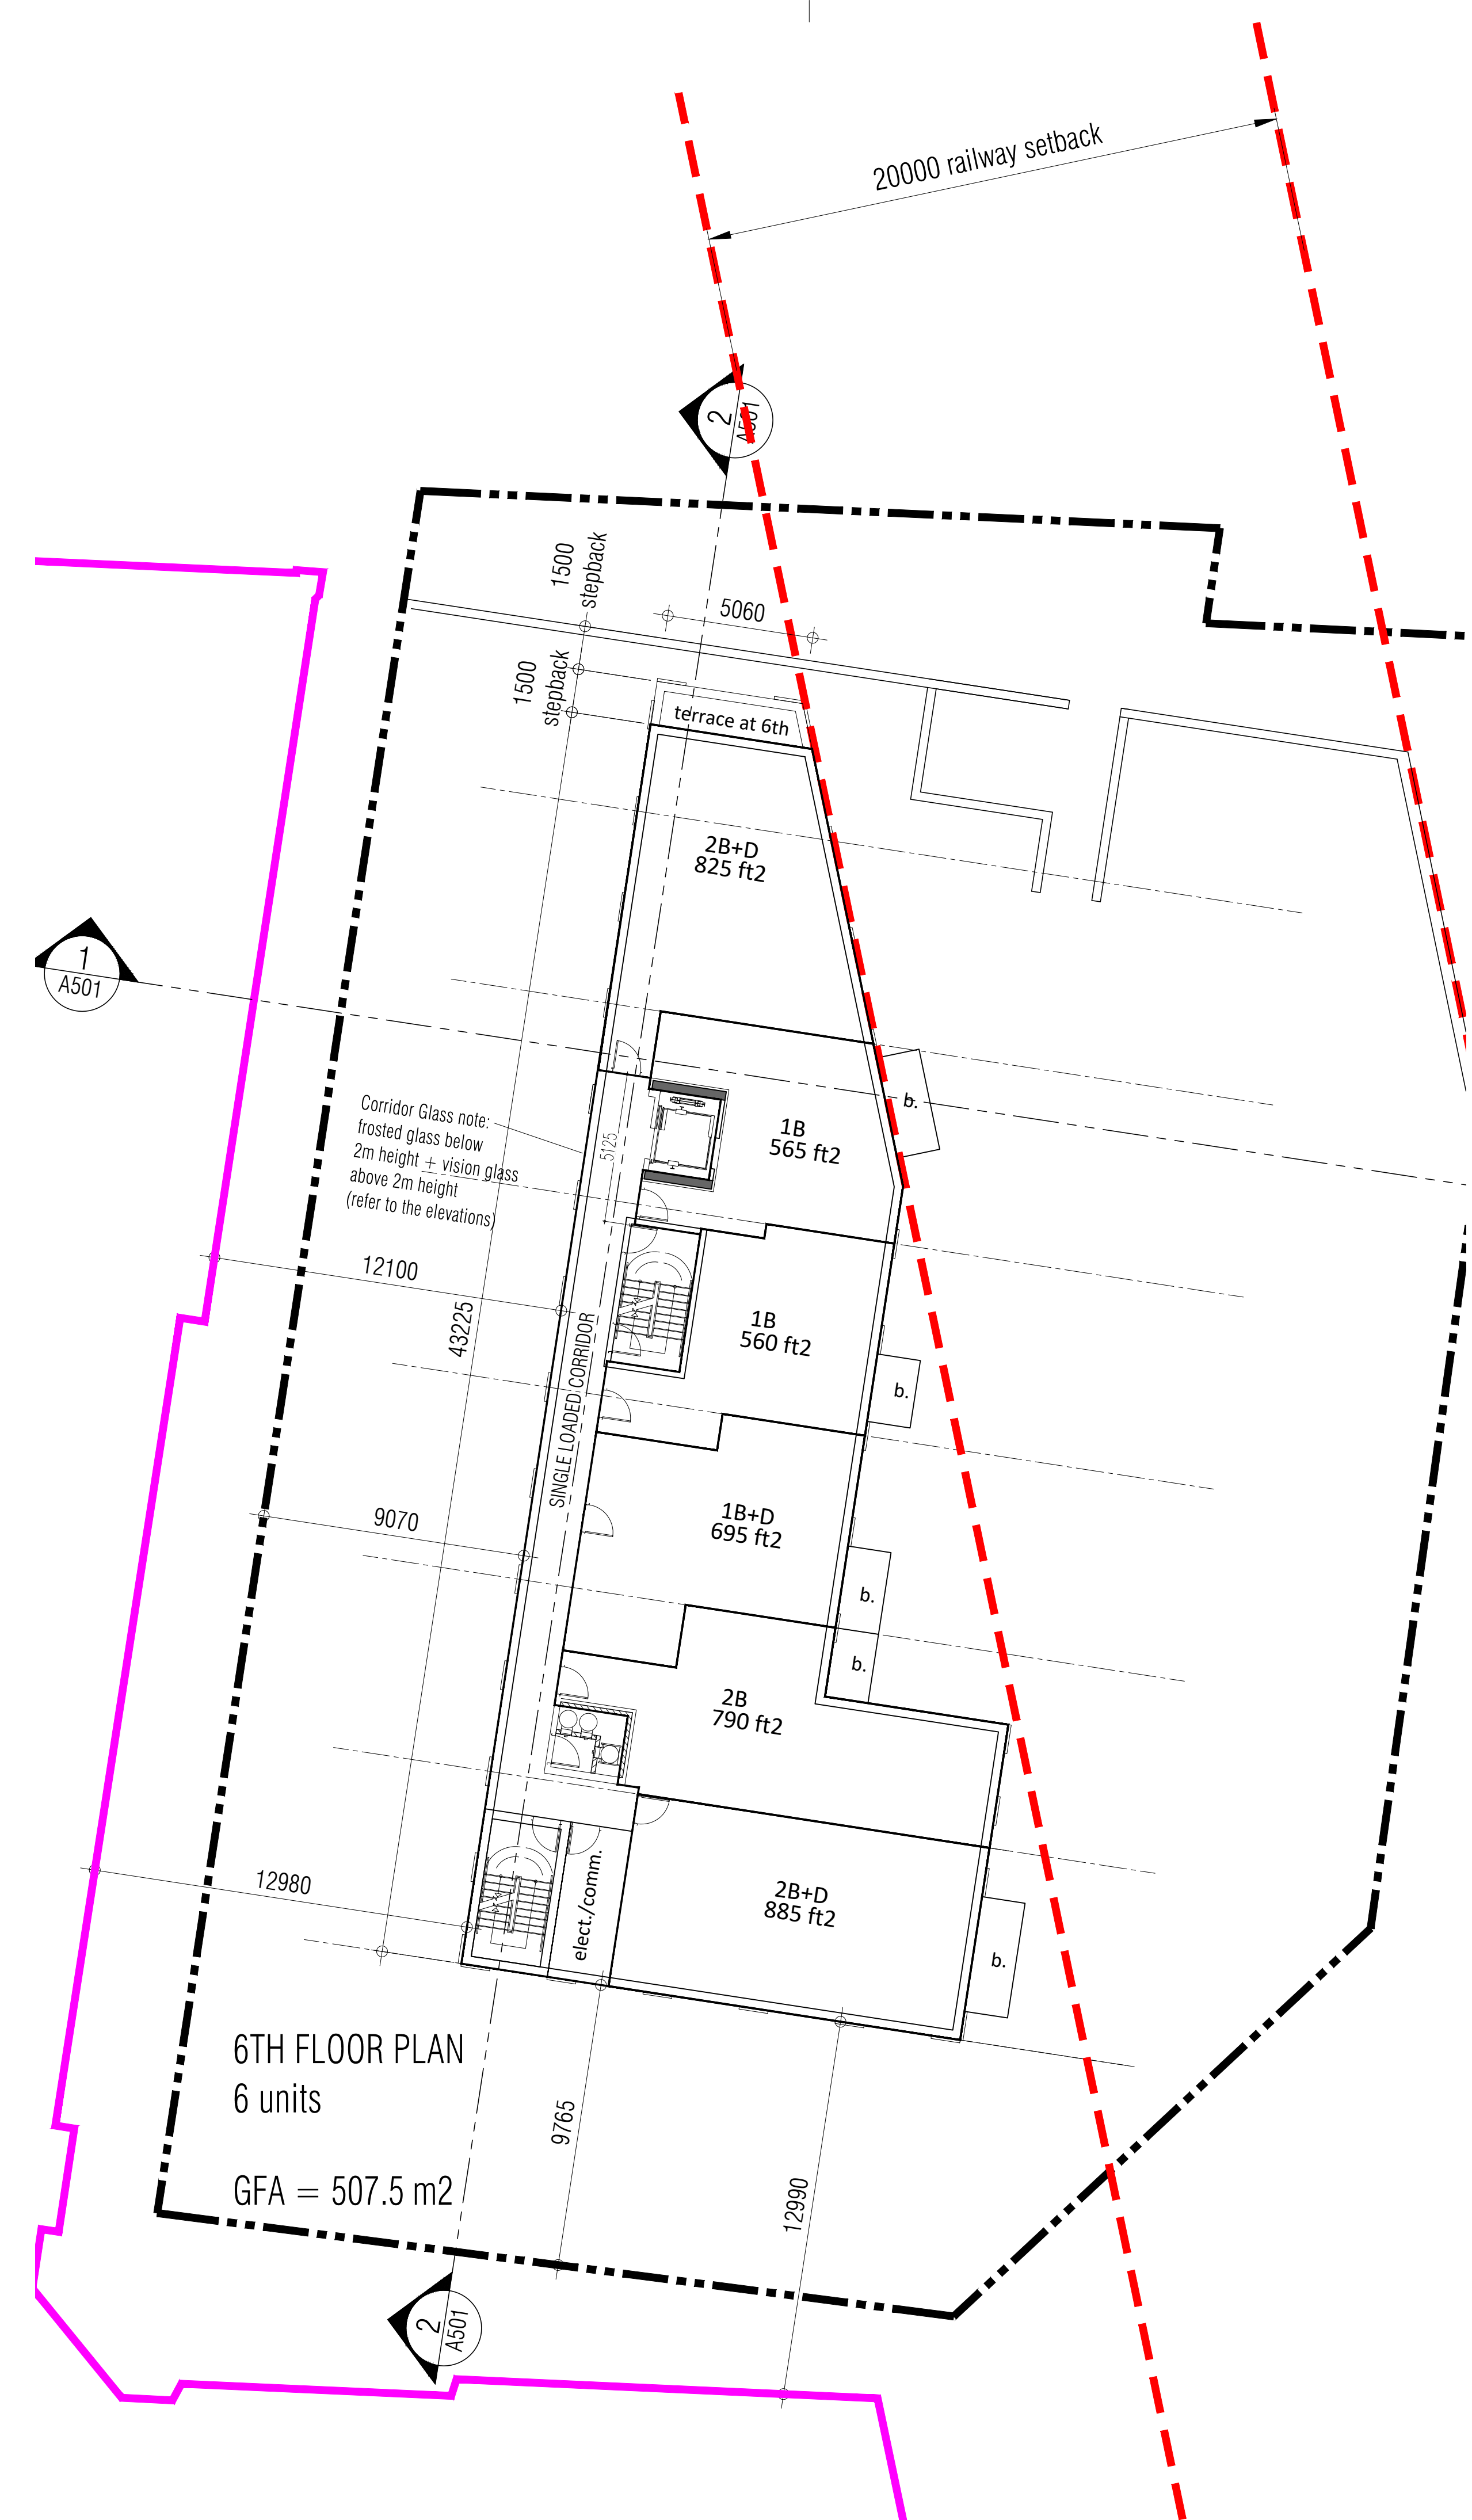 20000 railway setback
2
A501
1500
stepback
5060
1500
stepback
terrace at 6th
2B+D
825 ft2
1
A501
Corridor Glass note:
frosted glass below
2m height + vision glass
above 2m height
(refer to the elevations)
5125
1B
565 ft2
b.
12100
43225
1B
560 ft2
b.
SINGLE LOADED CORRIDOR
9070
1B+D
695 ft2
b.
b.
2B
790 ft2
12980
elect./comm.
2B+D
885 ft2
b.
6TH FLOOR PLAN
6 units
GFA = 507.5 m2
9765
12990
2
A501